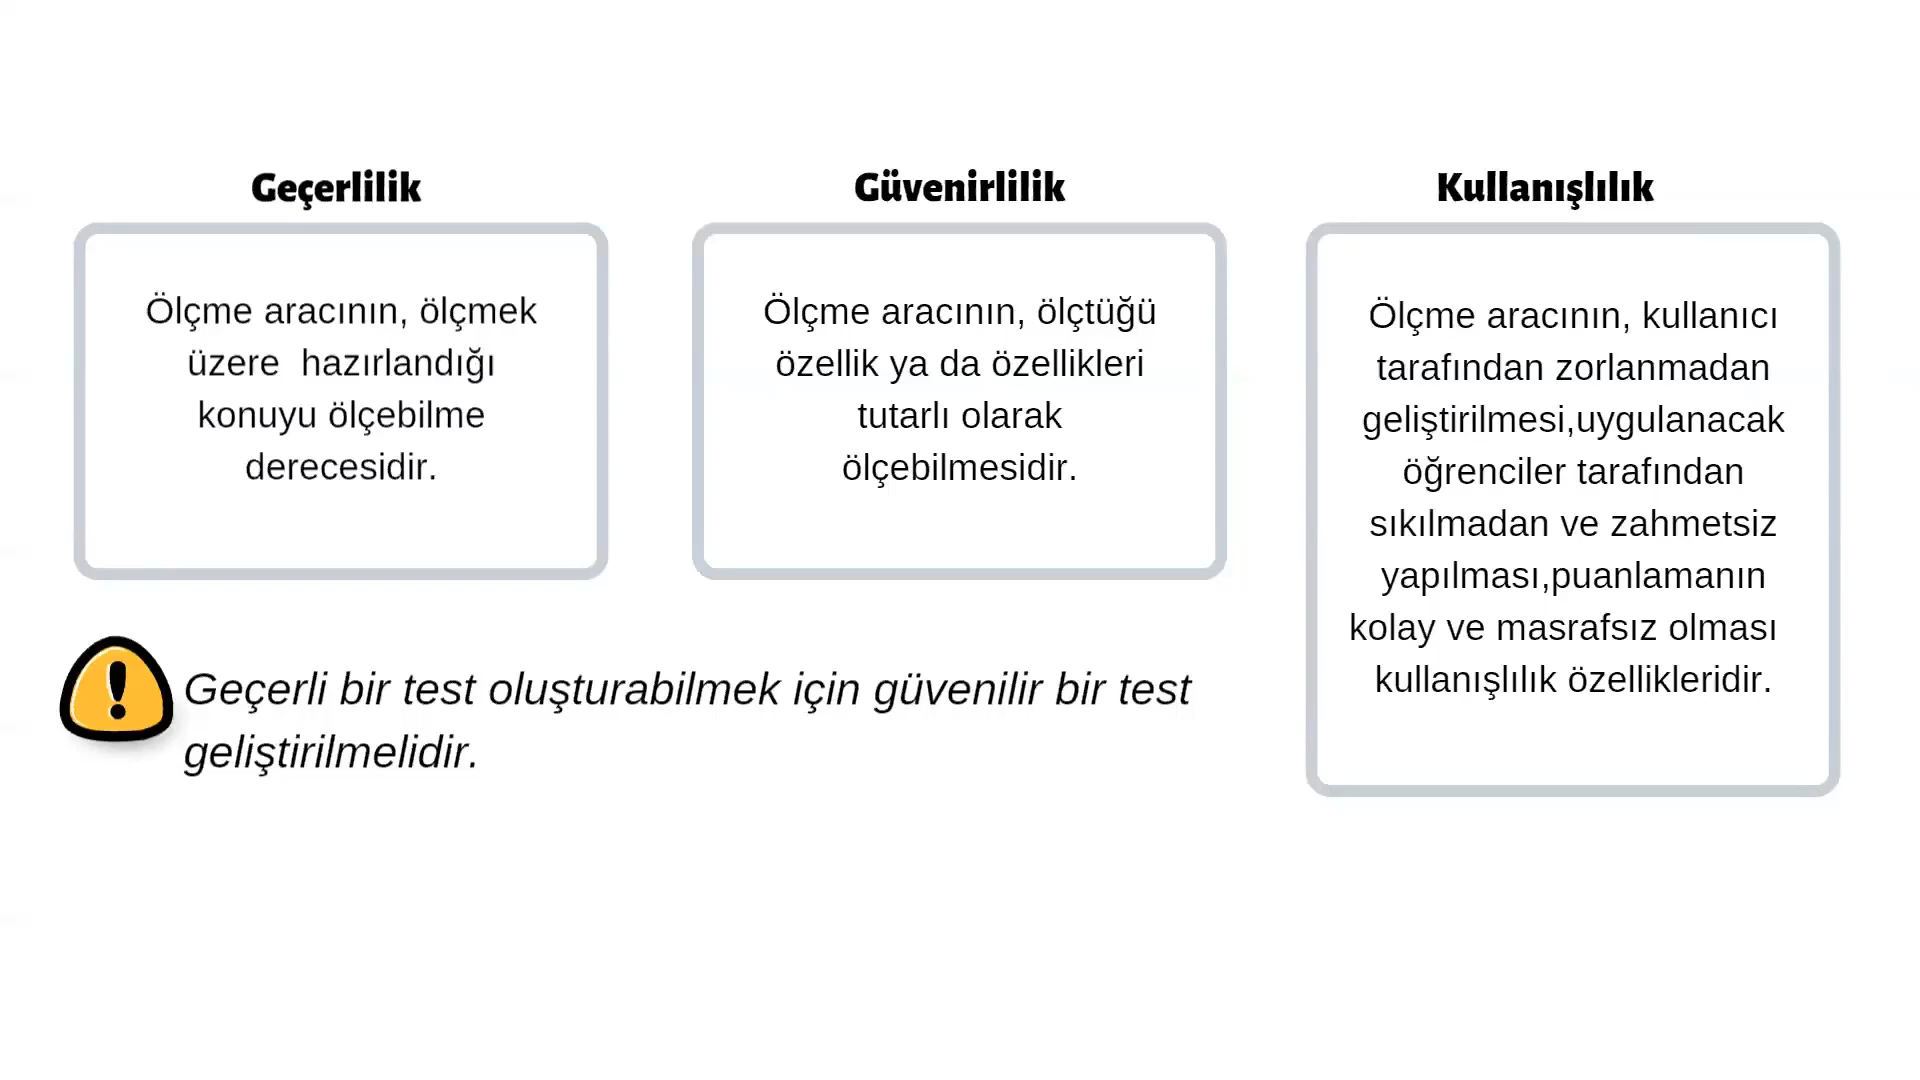 Geçerlilik
Ölçme aracının, ölçmek
üzere  hazırlandığı
konuyu ölçebilme
derecesidir.
Güvenirlilik
Ölçme aracının, ölçtüğü
özellik ya da özellikleri
tutarlı olarak
ölçebilmesidir.
Kullanışlılık
Ölçme aracının, kullanıcı
tarafından zorlanmadan
geliştirilmesi,uygulanacak
öğrenciler tarafından
sıkılmadan ve zahmetsiz
yapılması,puanlamanın
kolay ve masrafsız olması
kullanışlılık özellikleridir.
Geçerli bir test oluşturabilmek için güvenilir bir test
geliştirilmelidir.